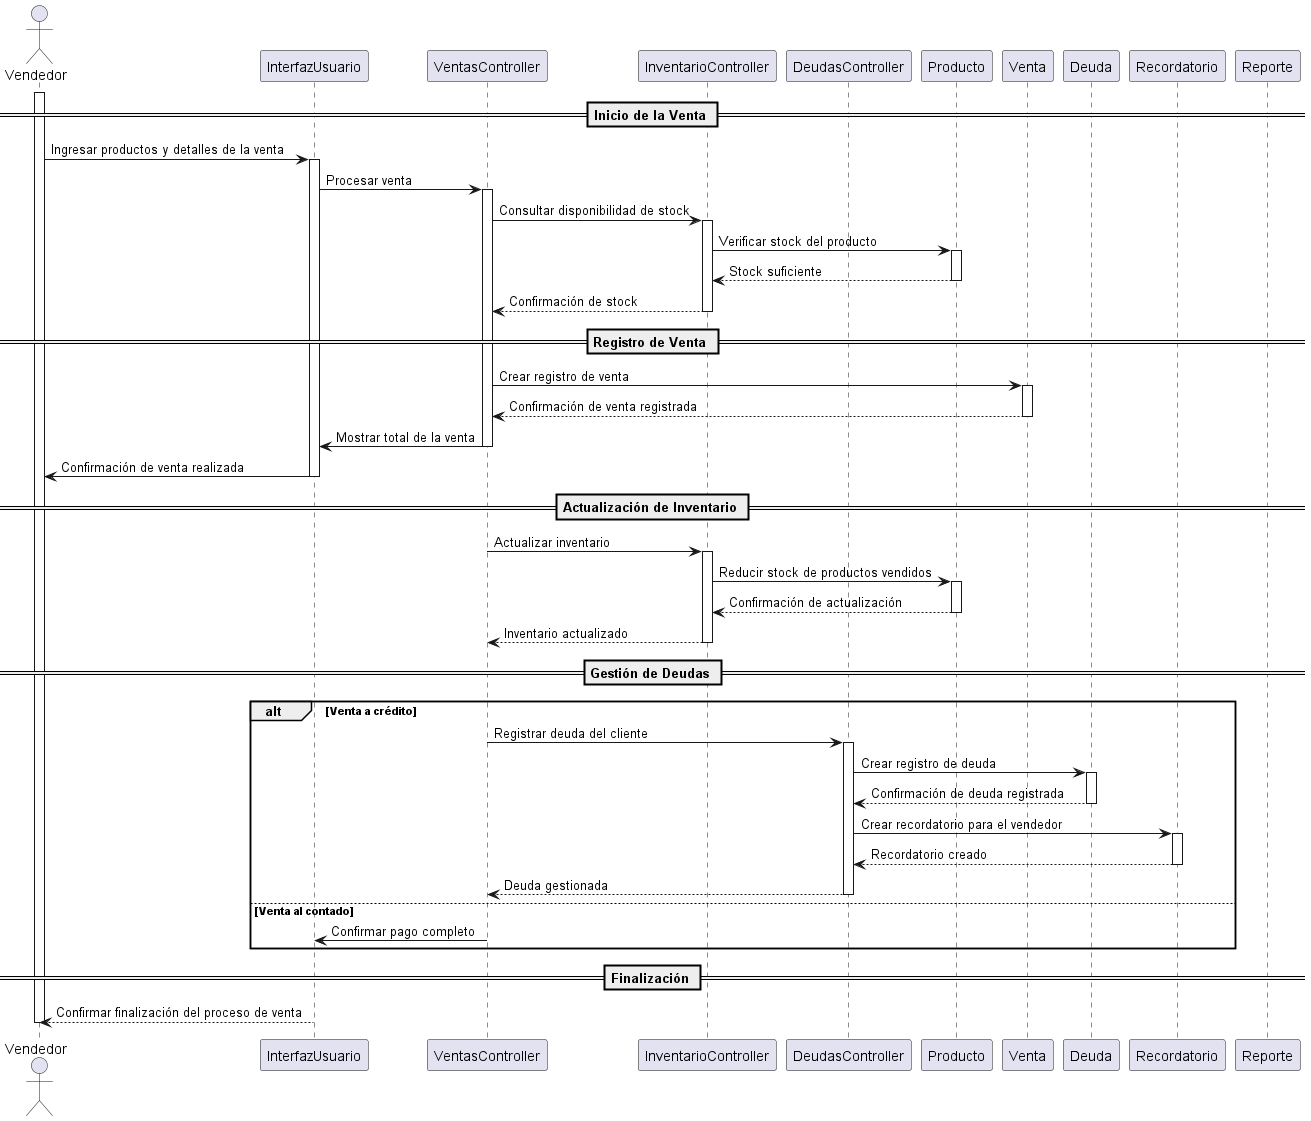 Vendedor
InterfazUsuario
VentasController
InventarioController
DeudasController
Producto
Venta
Deuda
Recordatorio
Reporte
Inicio de la Venta
Ingresar productos y detalles de la venta
Procesar venta
Consultar disponibilidad de stock
Verificar stock del producto
Stock suficiente
Confirmación de stock
Registro de Venta
Crear registro de venta
Confirmación de venta registrada
Mostrar total de la venta
Confirmación de venta realizada
Actualización de Inventario
Actualizar inventario
Reducir stock de productos vendidos
Confirmación de actualización
Inventario actualizado
Gestión de Deudas
alt
[Venta a crédito]
Registrar deuda del cliente
Crear registro de deuda
Confirmación de deuda registrada
Crear recordatorio para el vendedor
Recordatorio creado
Deuda gestionada
[Venta al contado]
Confirmar pago completo
Finalización
Confirmar finalización del proceso de venta
Vendedor
InterfazUsuario
VentasController
InventarioController
DeudasController
Producto
Venta
Deuda
Recordatorio
Reporte